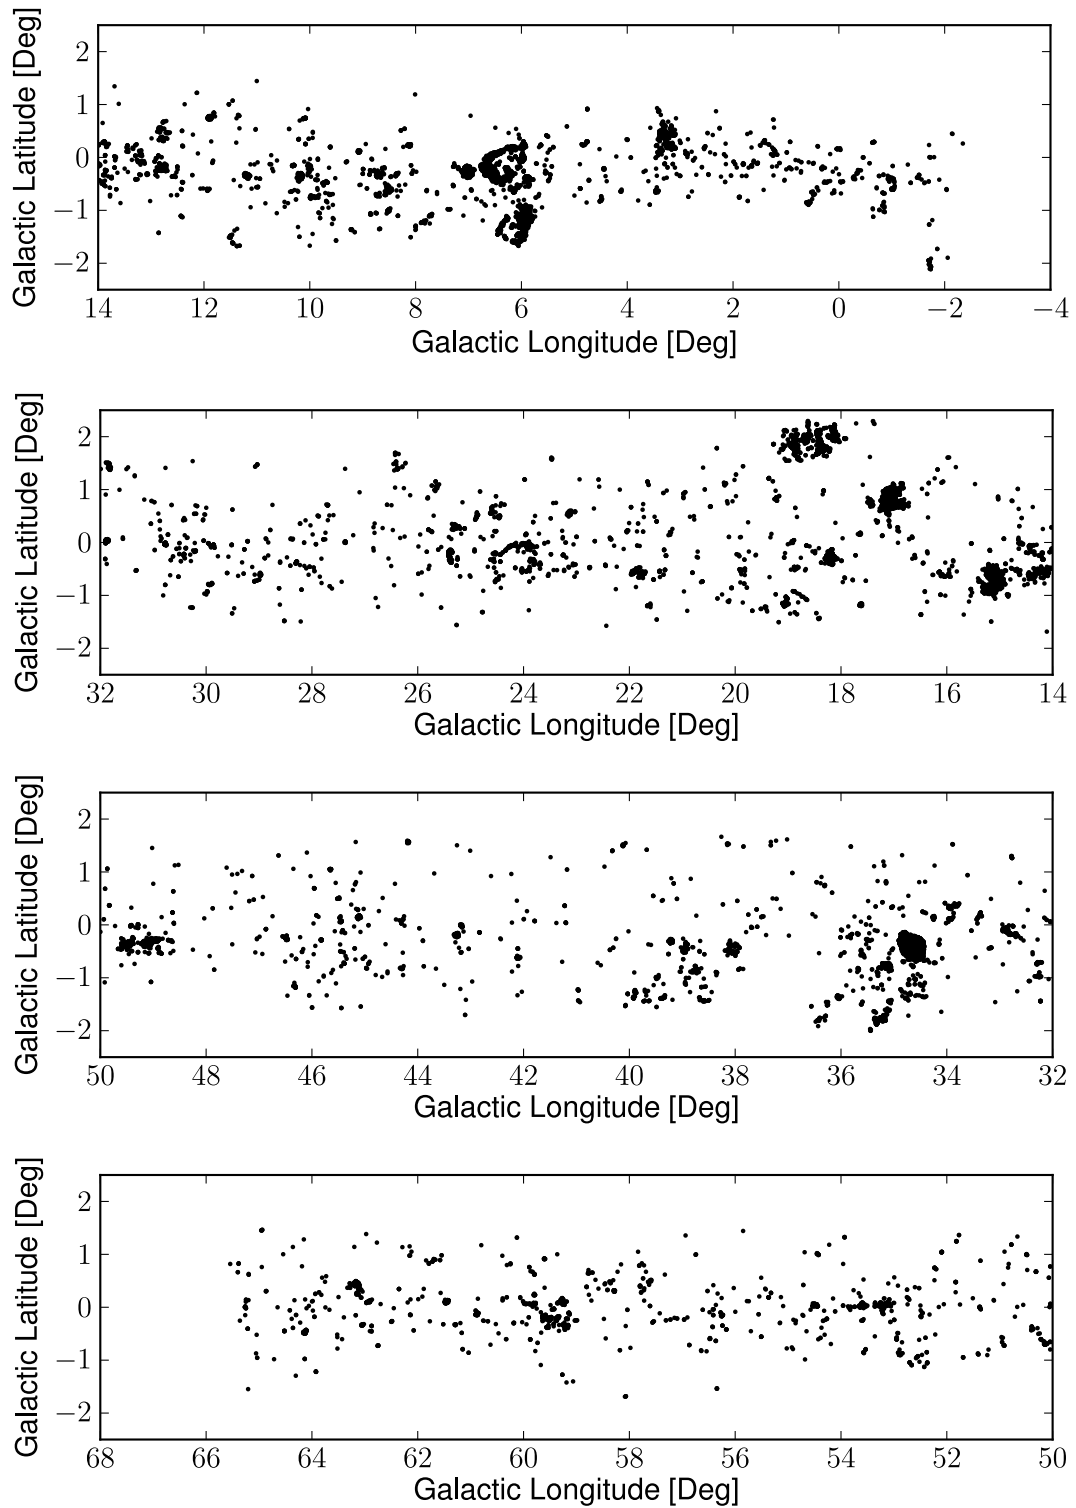 Galactic Latitude [Deg]
2
1
0
−1
−2
14 12 10 8 6 4 2 0 −2 −4
Galactic Longitude [Deg]
Galactic Latitude [Deg]
2
1
0
−1
−2
32 30 28 26 24 22 20 18 16 14
Galactic Longitude [Deg]
Galactic Latitude [Deg]
2
1
0
−1
−2
50 48 46 44 42 40 38 36 34 32
Galactic Longitude [Deg]
Galactic Latitude [Deg]
2
1
0
−1
−2
68 66 64 62 60 58 56 54 52 50
Galactic Longitude [Deg]